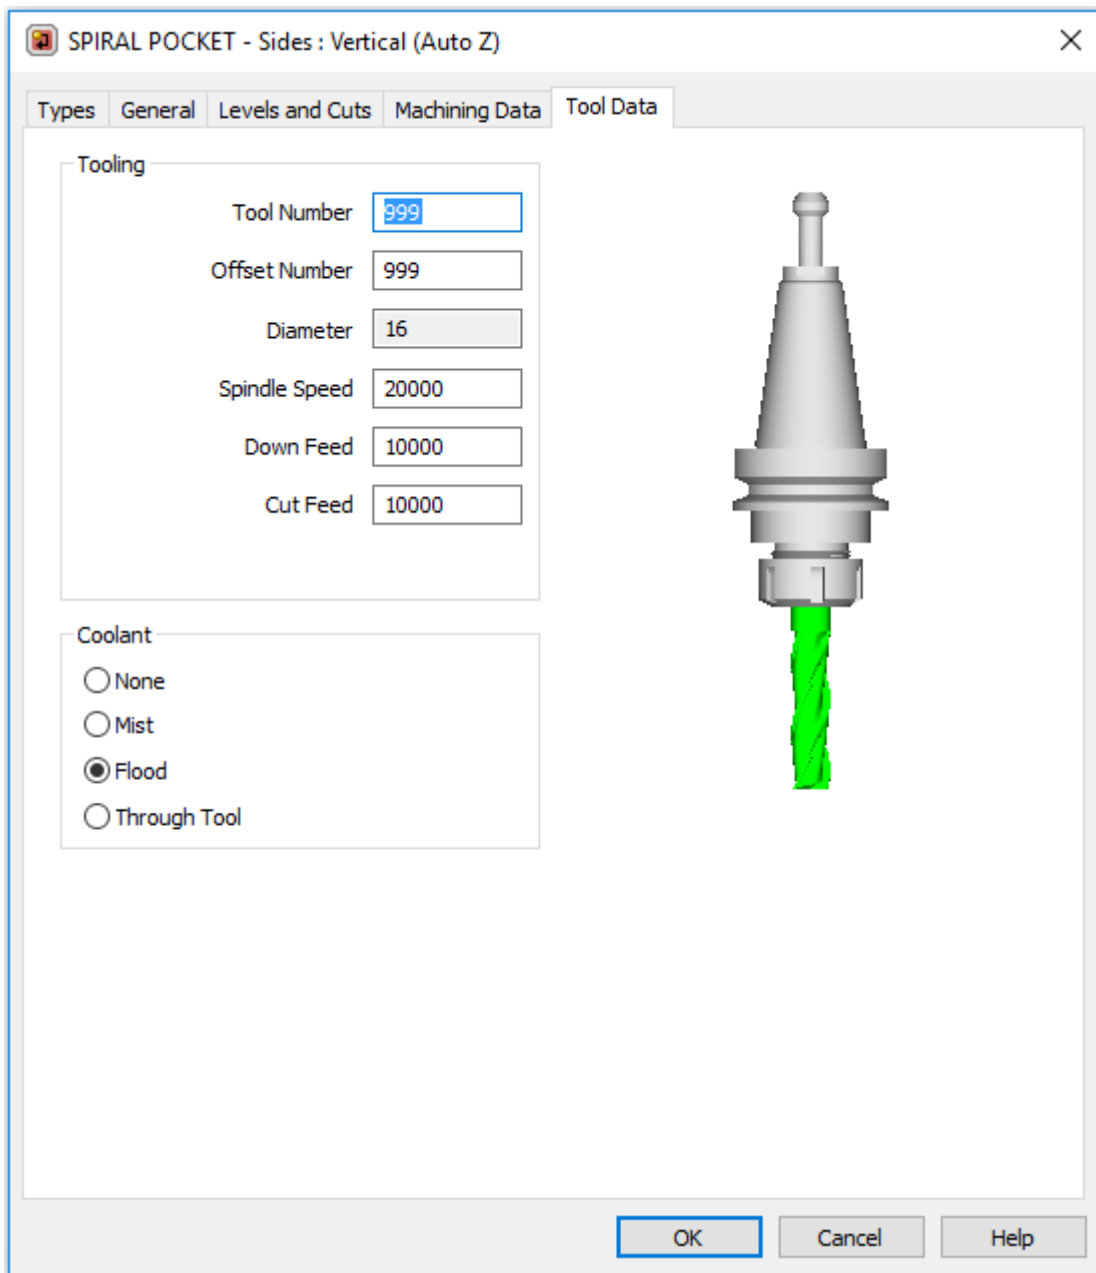 SPIRAL POCKET - Sides : Vertical (Auto Z)
Types General Levels and Cuts Machining Data Tool Data
Tooling
Tool Number 999
Offset Number 999
Diameter 16
Spindle Speed 20000
Down Feed 10000
Cut Feed 10000
Coolant
None
Mist
Flood
Through Tool
OK Cancel Help